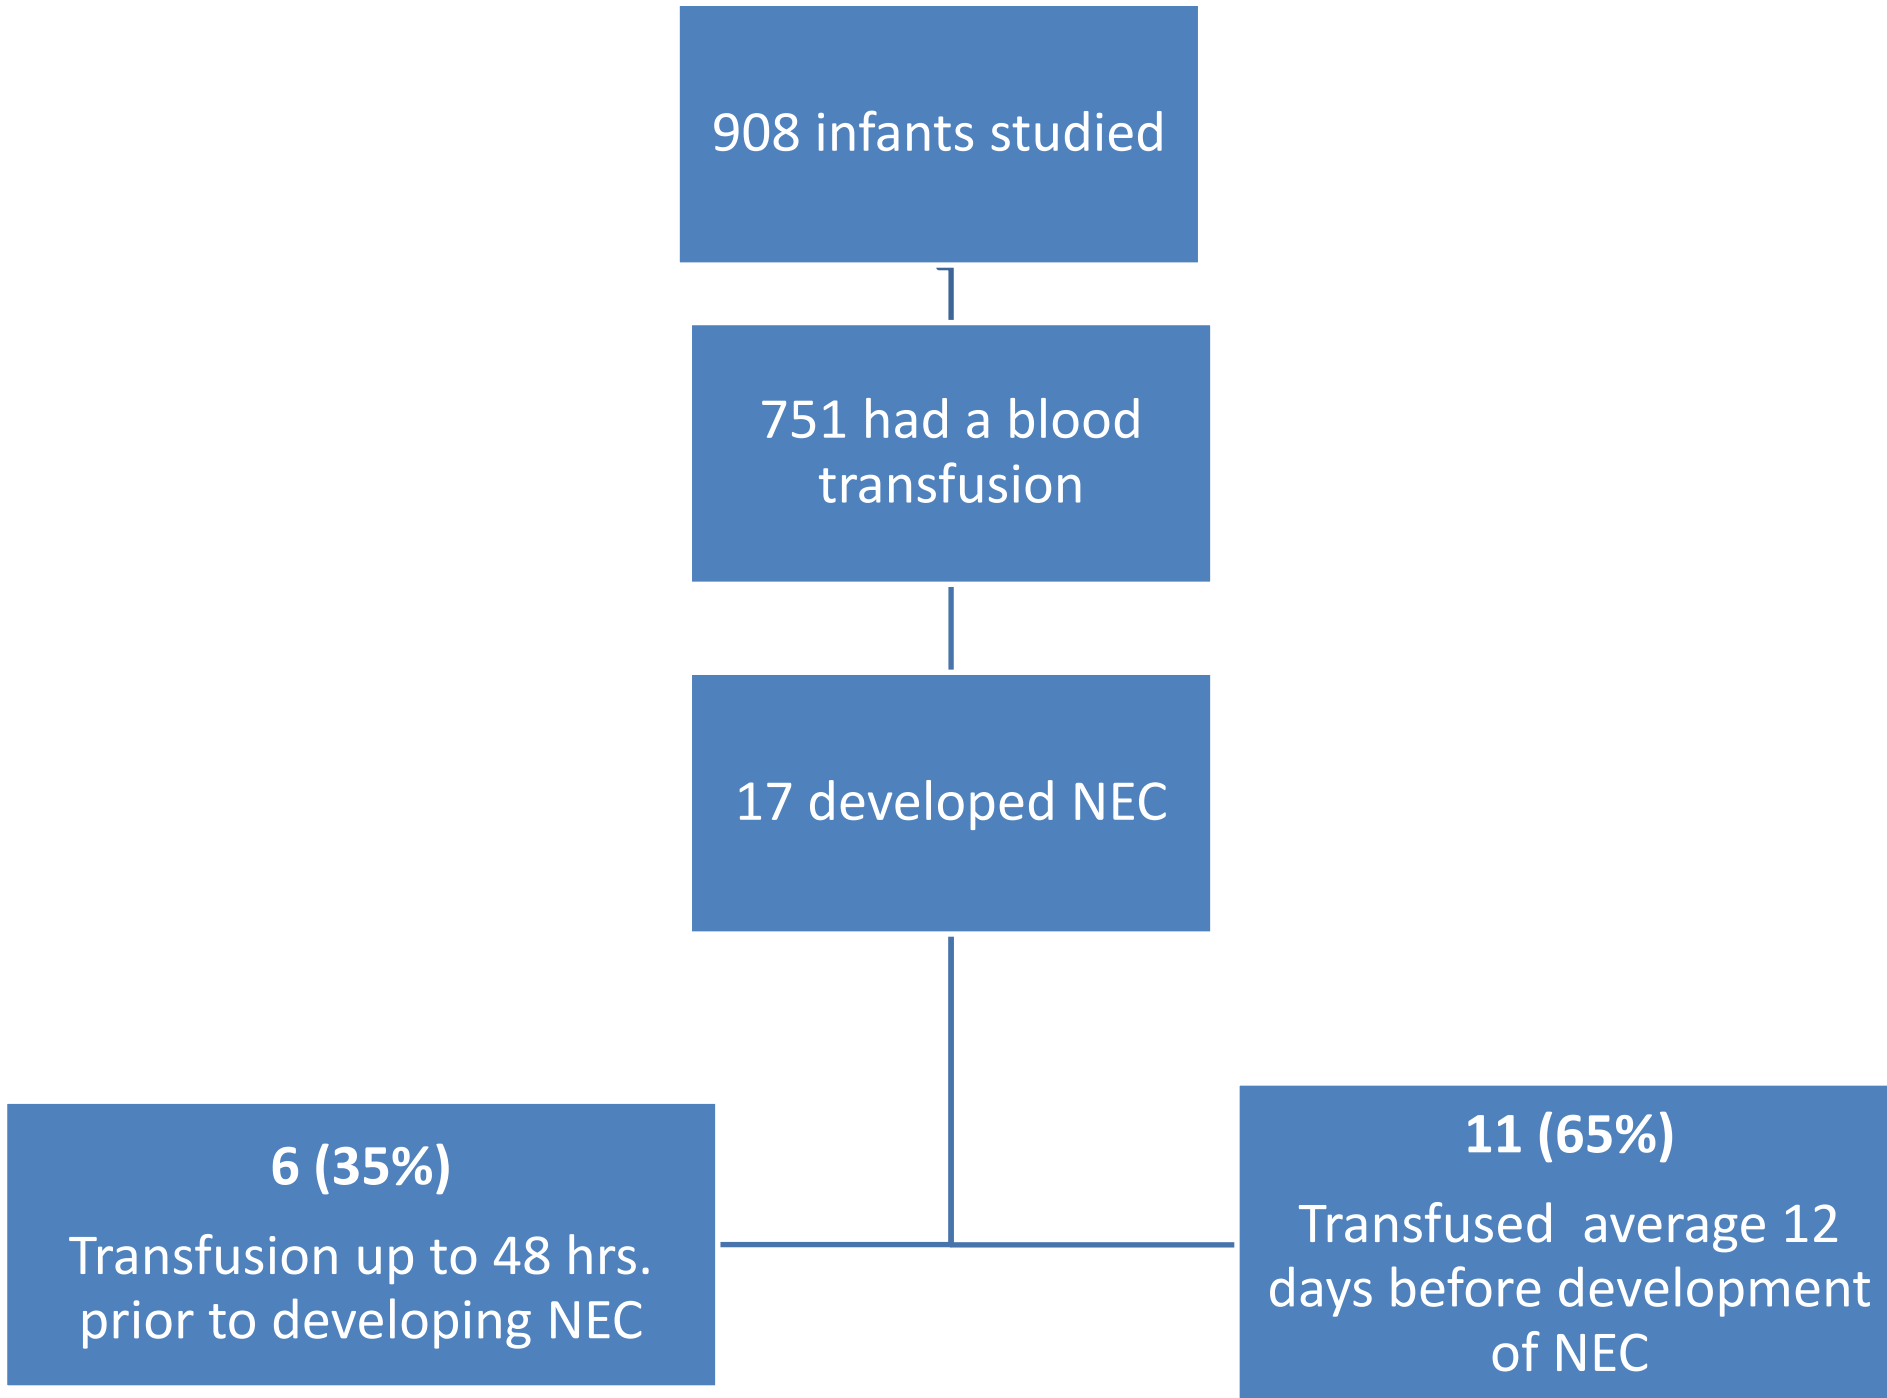 908 infants studied
751 had a blood
transfusion
17 developed NEC
6 (35%)
Transfusion up to 48 hrs.
prior to developing NEC
11 (65%)
Transfused  average 12
days before development
of NEC